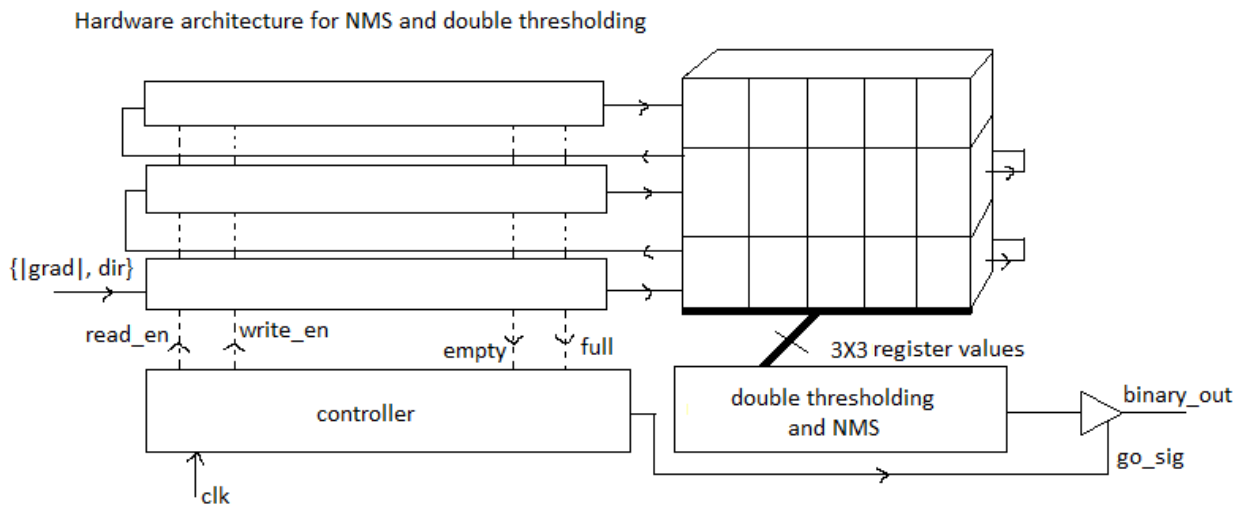 Hardware architecture for NMS and double thresholding
{|grad|, dir}
read_en
write_en
empty
full
3X3 register values
controller
double thresholding
and NMS
binary_out
go_sig
clk